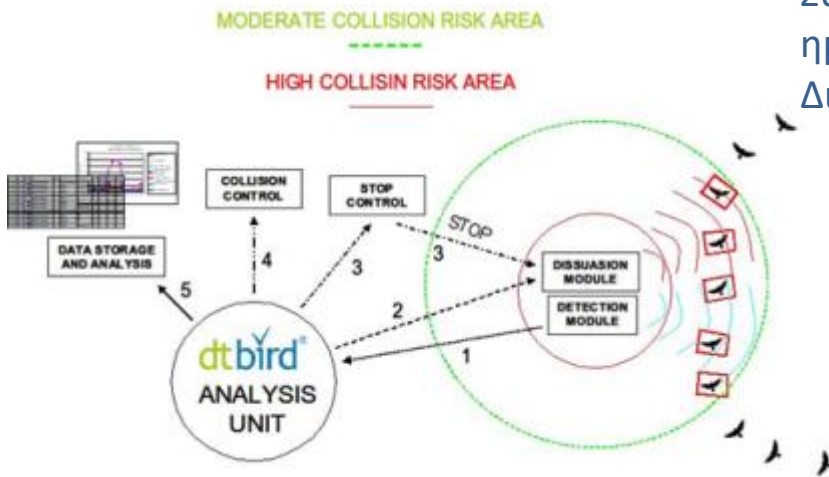 MODERATE COLLISION RISK AREA
HIGH COLLISIN RISK AREA
ημ
COLLISION
CONTROL
STOP
CONTROL
STOP
DATA STORAGE
AND ANALYSIS
DISSUASION
MODULE
DETECTION
MODULE
5
4
3
3
2
1
dtbird®
ANALYSIS
UNIT